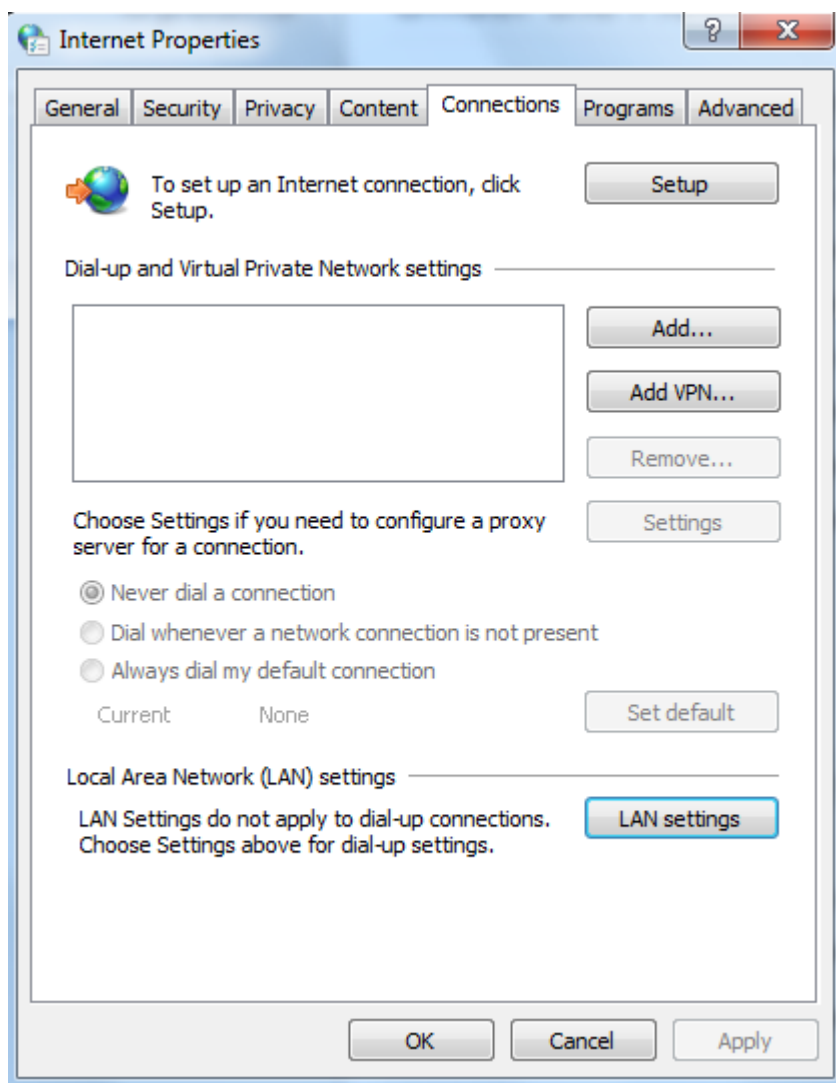 Internet Properties
General Security Privacy Content Connections Programs Advanced
To set up an Internet connection, click
Setup.
Setup
Dial-up and Virtual Private Network settings
Add...
Add VPN...
Remove...
Choose Settings if you need to configure a proxy
server for a connection.
Settings
Never dial a connection
Dial whenever a network connection is not present
Always dial my default connection
Current None
Set default
Local Area Network (LAN) settings
LAN Settings do not apply to dial-up connections.
Choose Settings above for dial-up settings.
LAN settings
OK Cancel Apply